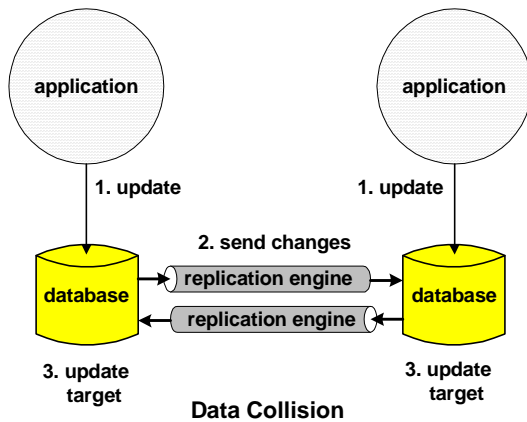 application
application
1. update
1. update
2. send changes
database
replication engine
database
replication engine
3. update
target
3. update
target
Data Collision